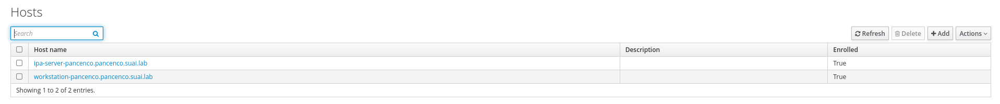 Hosts
Search
Refresh Delete Add Actions
Host name Description Enrolled
ipa-server-pancenco.pancenco.suai.lab True
workstation-pancenco.pancenco.suai.lab True
Showing 1 to 2 of 2 entries.